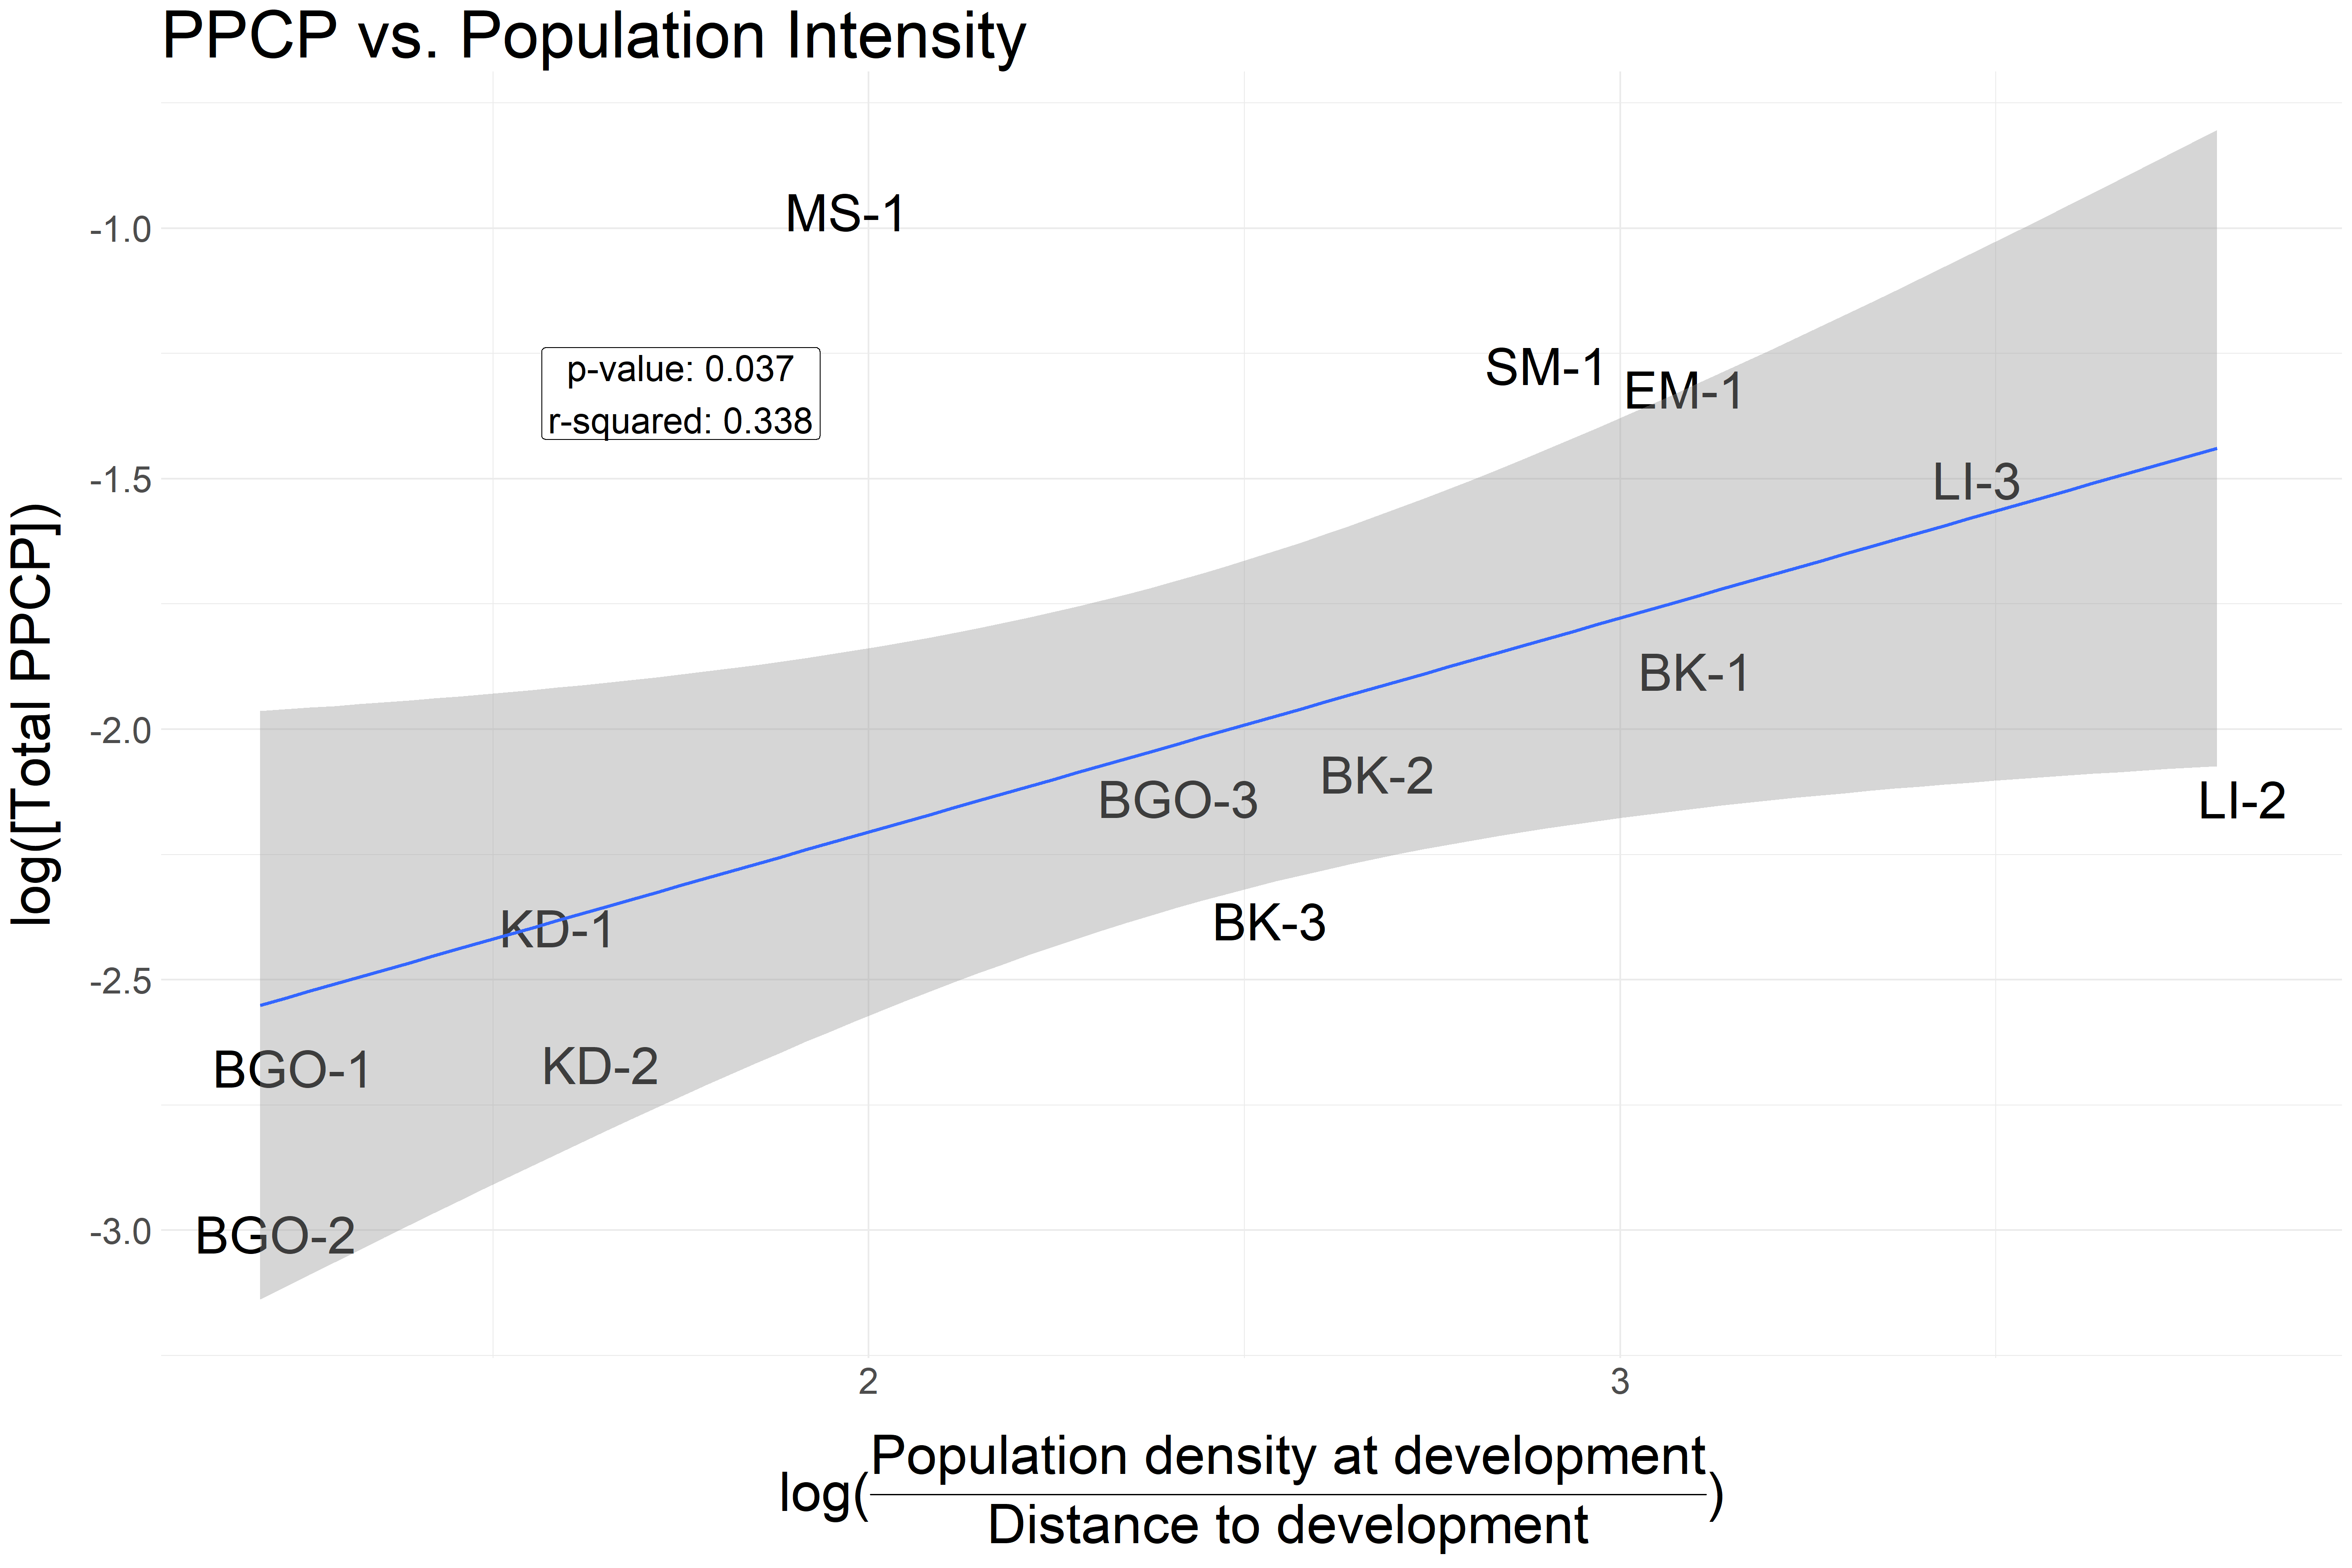 PPCP vs. Population Intensity
log([Total PPCP])
-1.0
-1.5
-2.0
-2.5
-3.0
MS-1
p-value: 0.037
r-squared: 0.338
SM-1
EM-1
LI-3
BK-1
BK-2
BGO-3
LI-2
BK-3
KD-1
KD-2
BGO-1
BGO-2
2
3
Population density at development
log( )
Distance to development